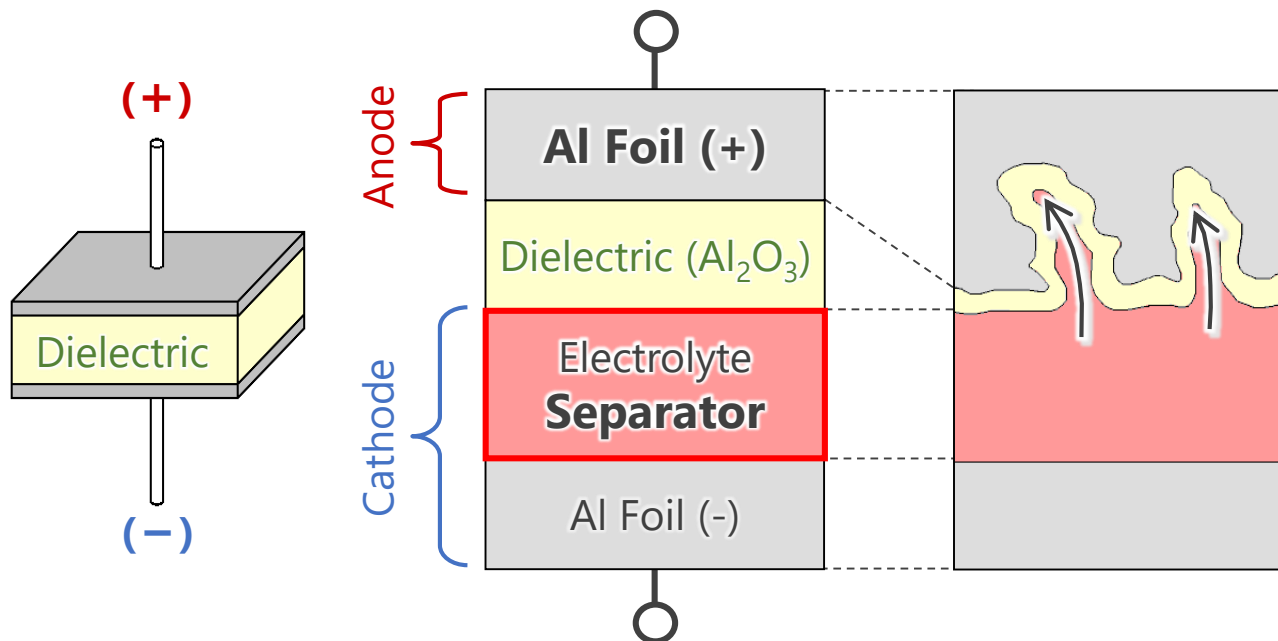 (+)
Dielectric
(−)
Anode
Cathode
Al Foil (+)
Dielectric (Al₂O₃)
Electrolyte
Separator
Al Foil (-)